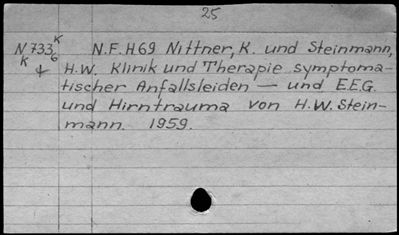 25
N 733 K 6 N.F. H69 Nittner, K. und Steinmann,
K + H.W. Klinik und Therapie symptoma-
tischer Anfallsleiden — und E.E.G.
und Hirntrauma von H.W. Stein-
mann. 1959.